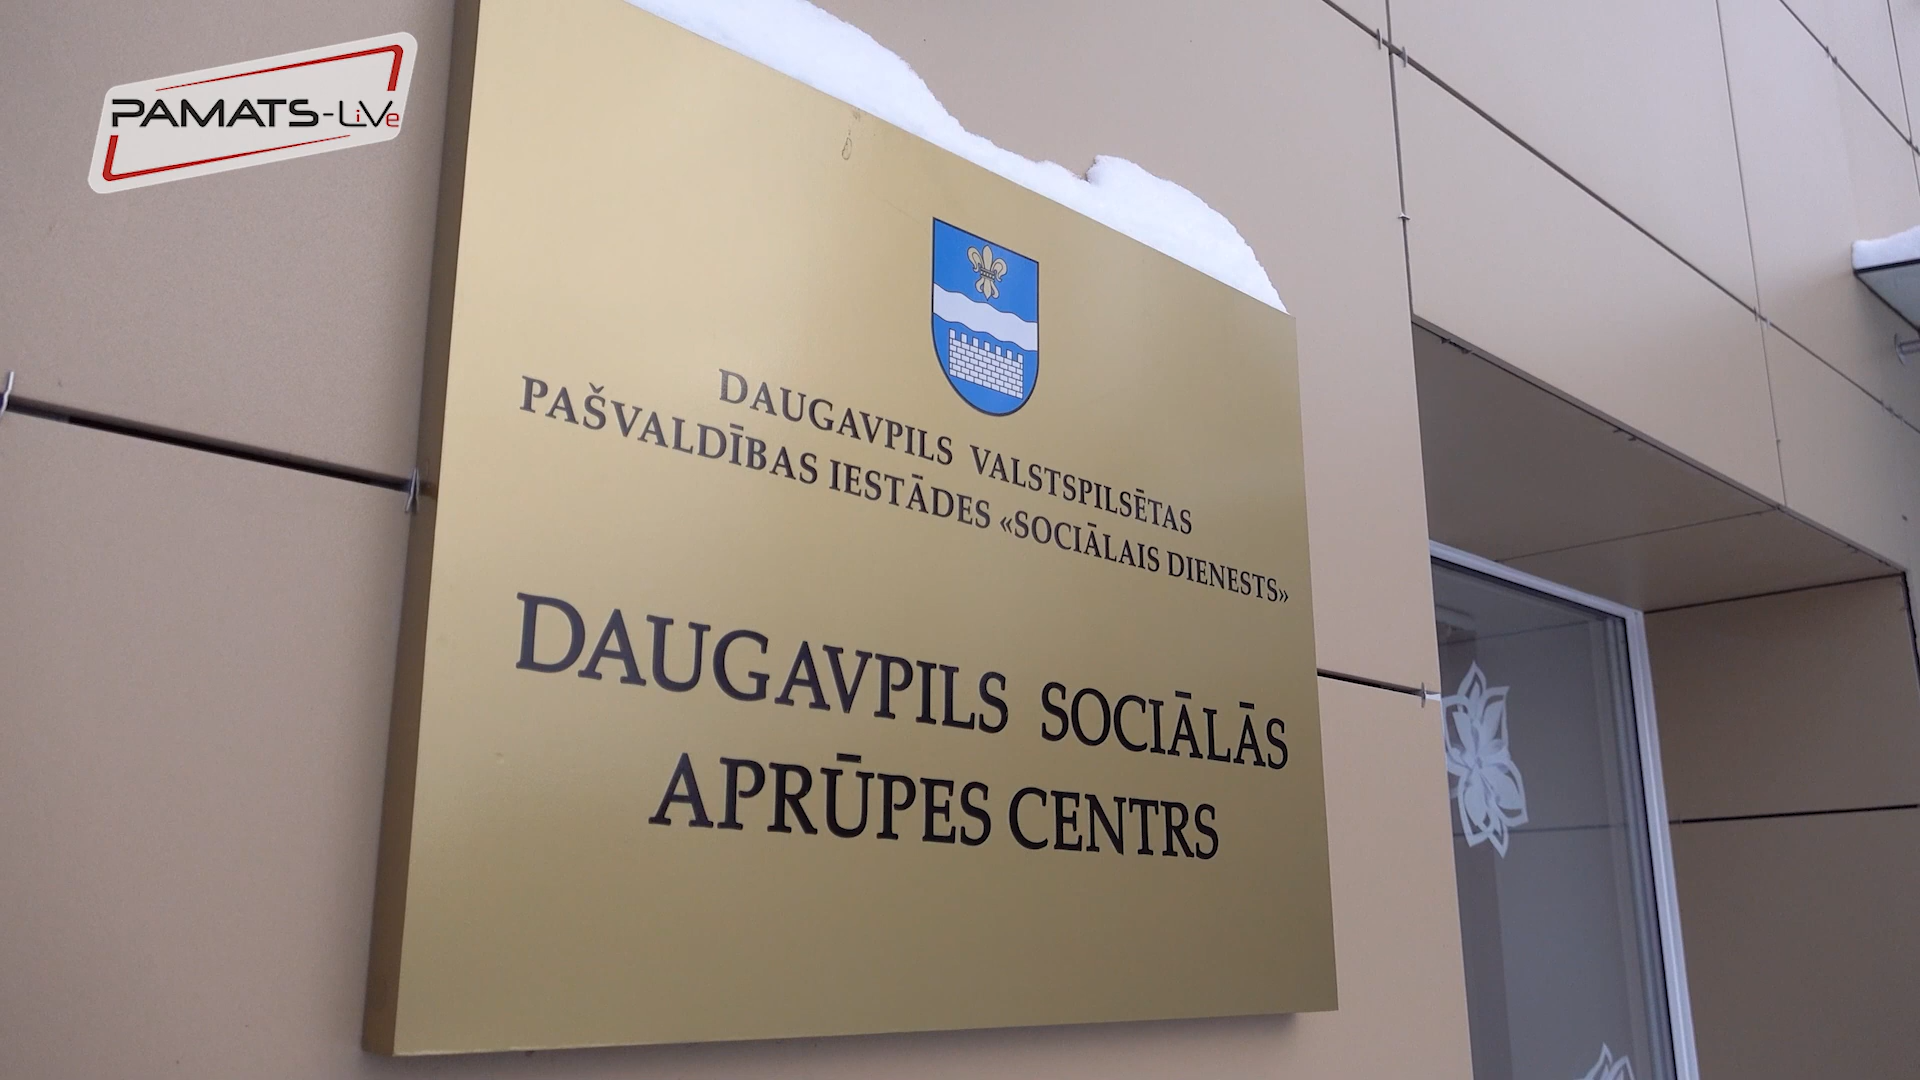 PAMATS-LiVe
DAUGAVPILS VALSTSPILSĒTAS
PAŠVALDĪBAS IESTĀDES «SOCIĀLAIS DIENESTS»
DAUGAVPILS SOCIĀLĀS
APRŪPES CENTRS